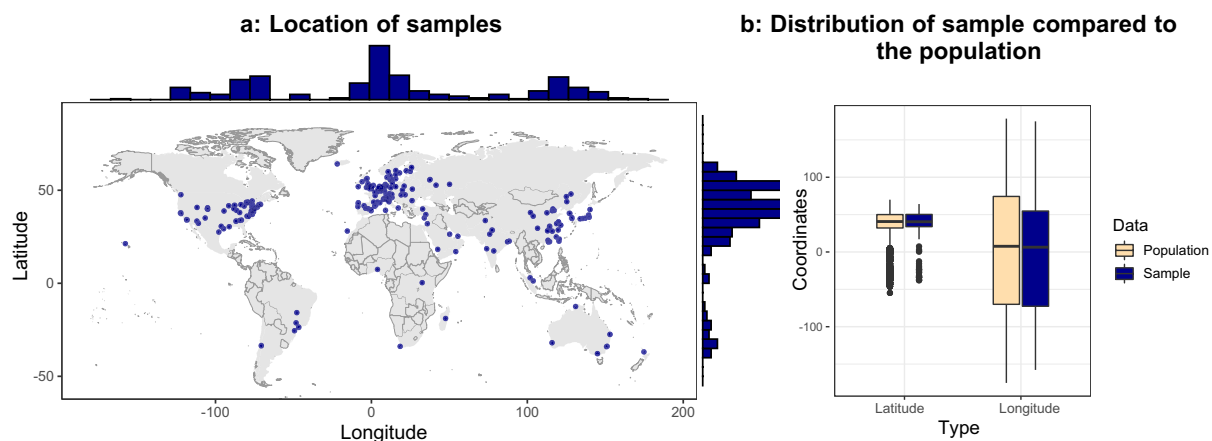 a: Location of samples
50
0
-50
Latitude
-100
0
100
200
Longitude
b: Distribution of sample compared to
the population
100
0
-100
Coordinates
Latitude
Longitude
Type
Data
Population
Sample